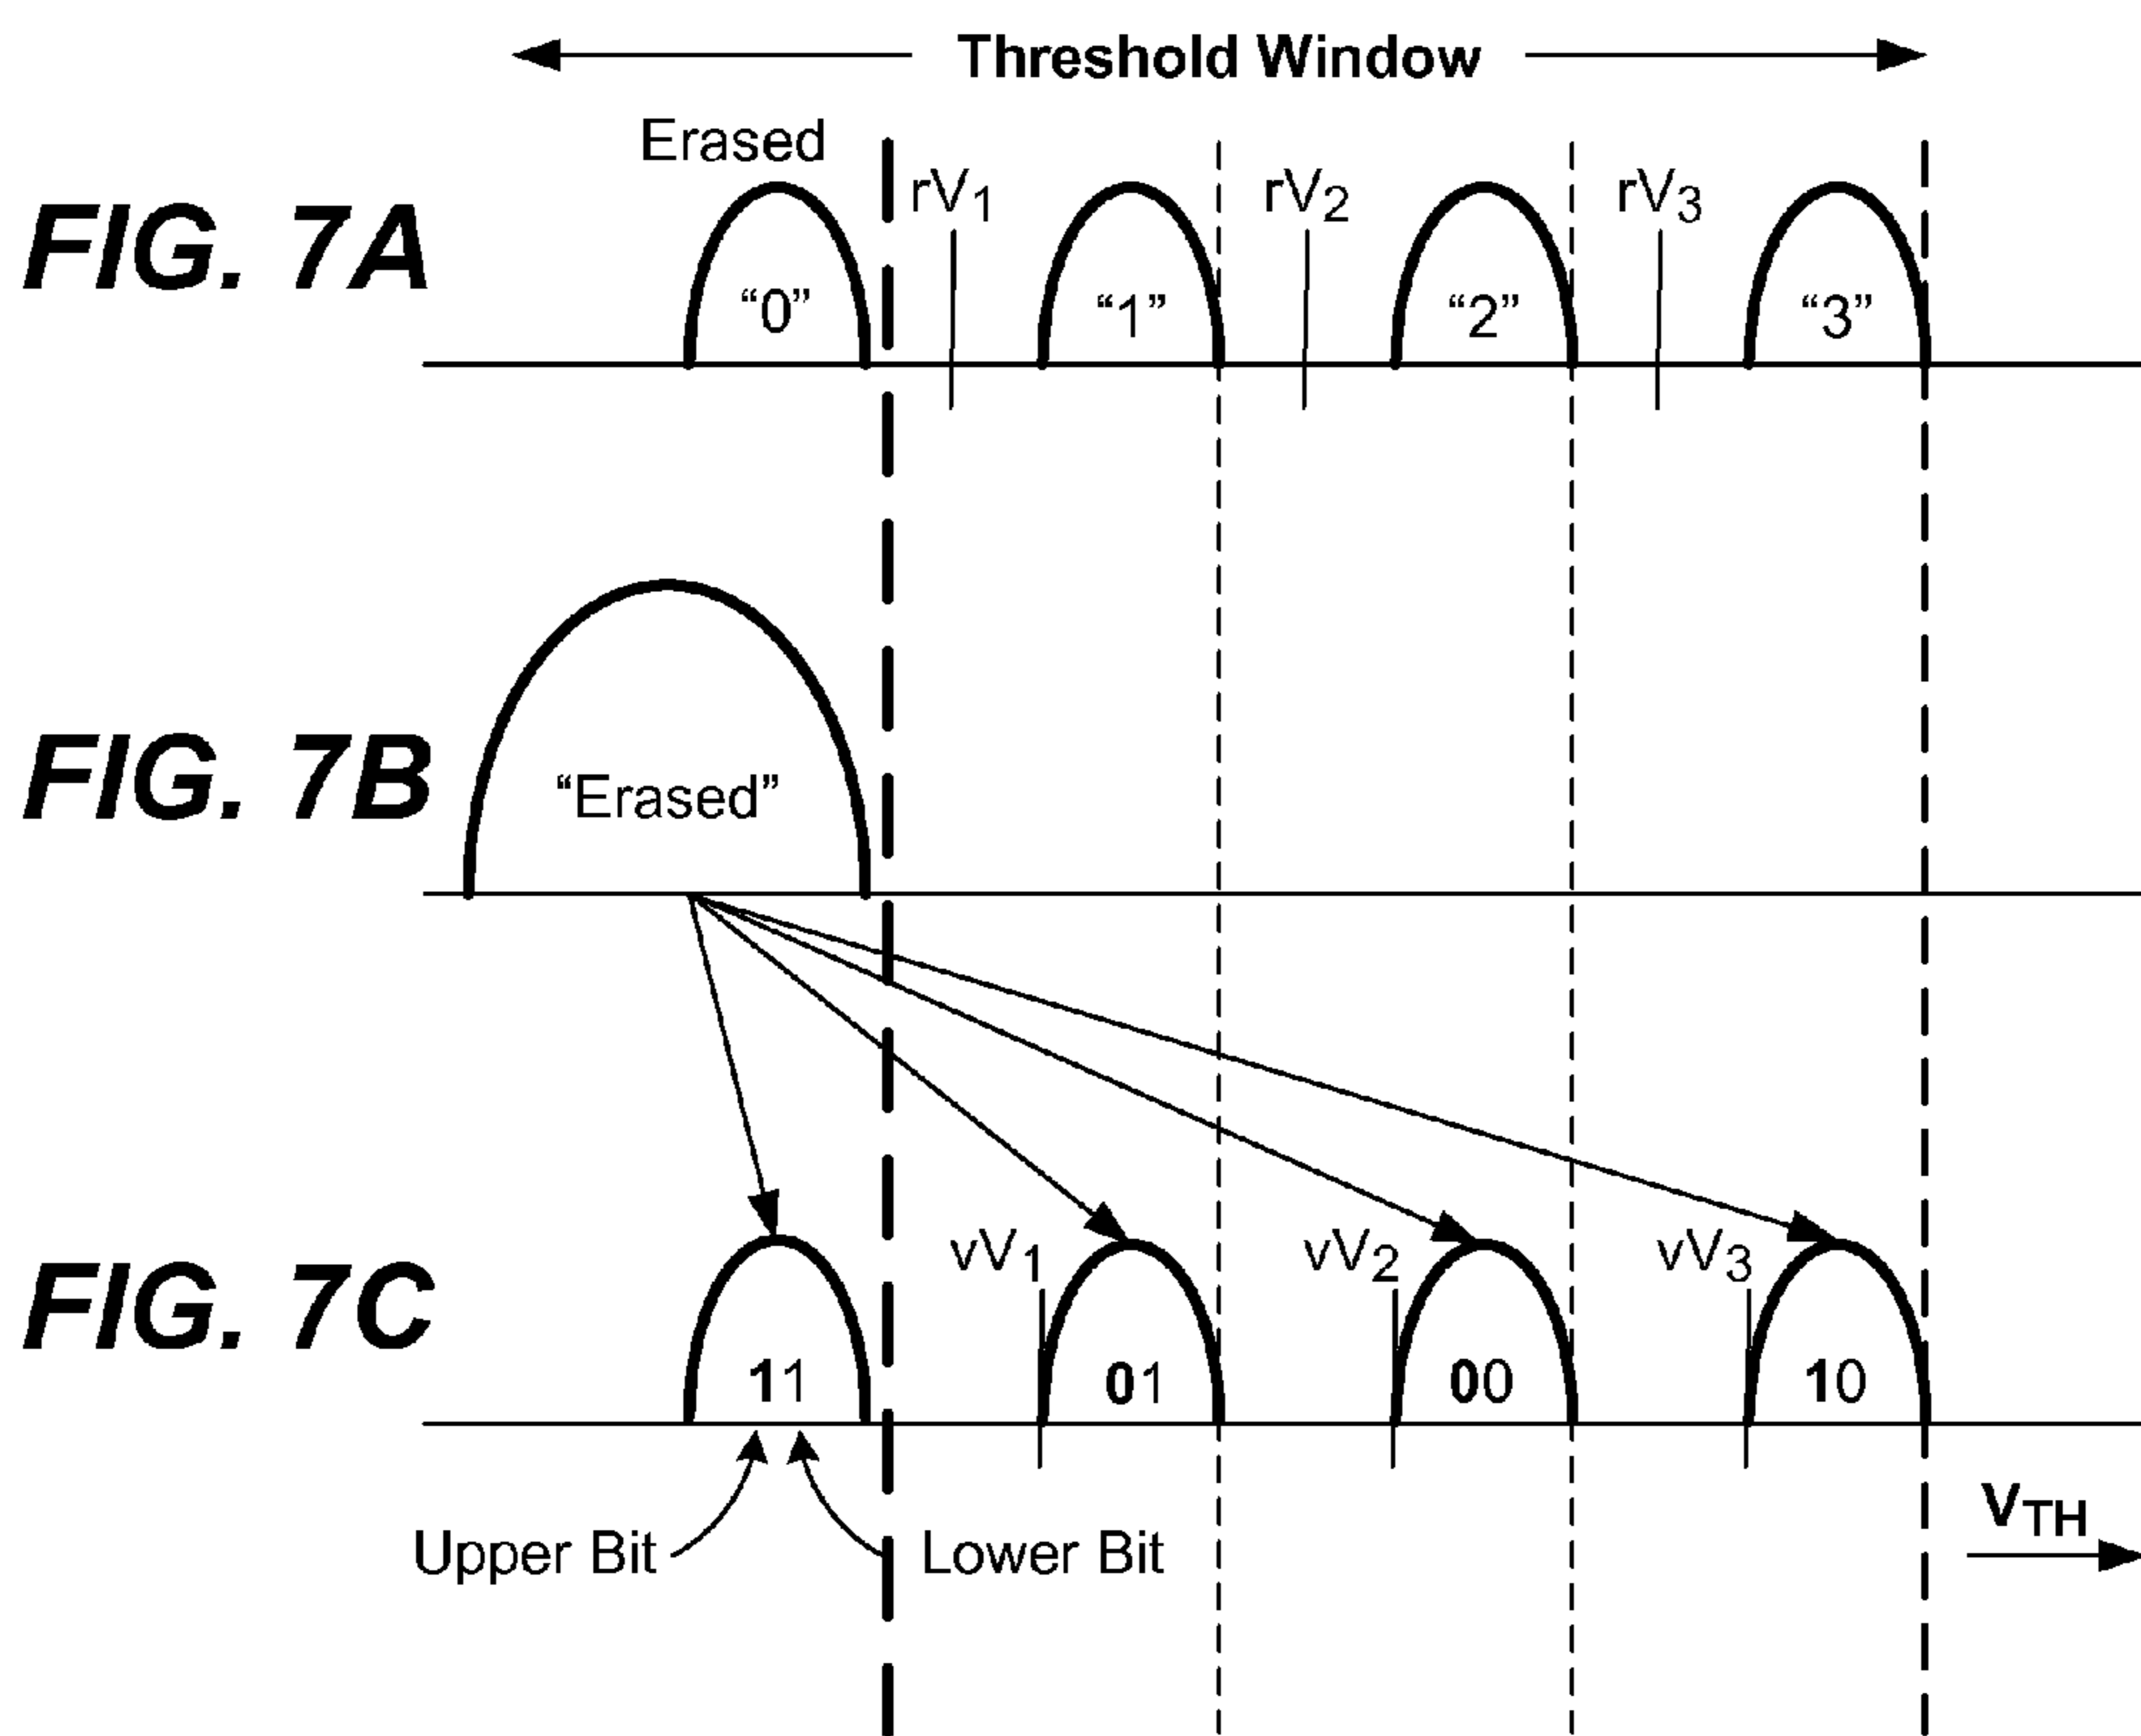 Threshold Window
Erased
FIG. 7A
rV1
rV2
rV3
“0”
“1”
“2”
“3”
FIG. 7B
“Erased”
FIG. 7C
vV1
vV2
vV3
11
01
00
10
Upper Bit
Lower Bit
VTH